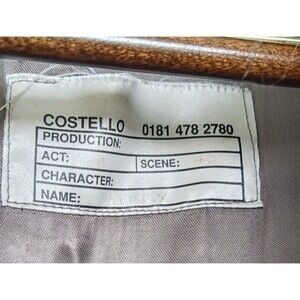 COSTELLO 0181 478 2780
PRODUCTION:
ACT: SCENE:
CHARACTER:
NAME: